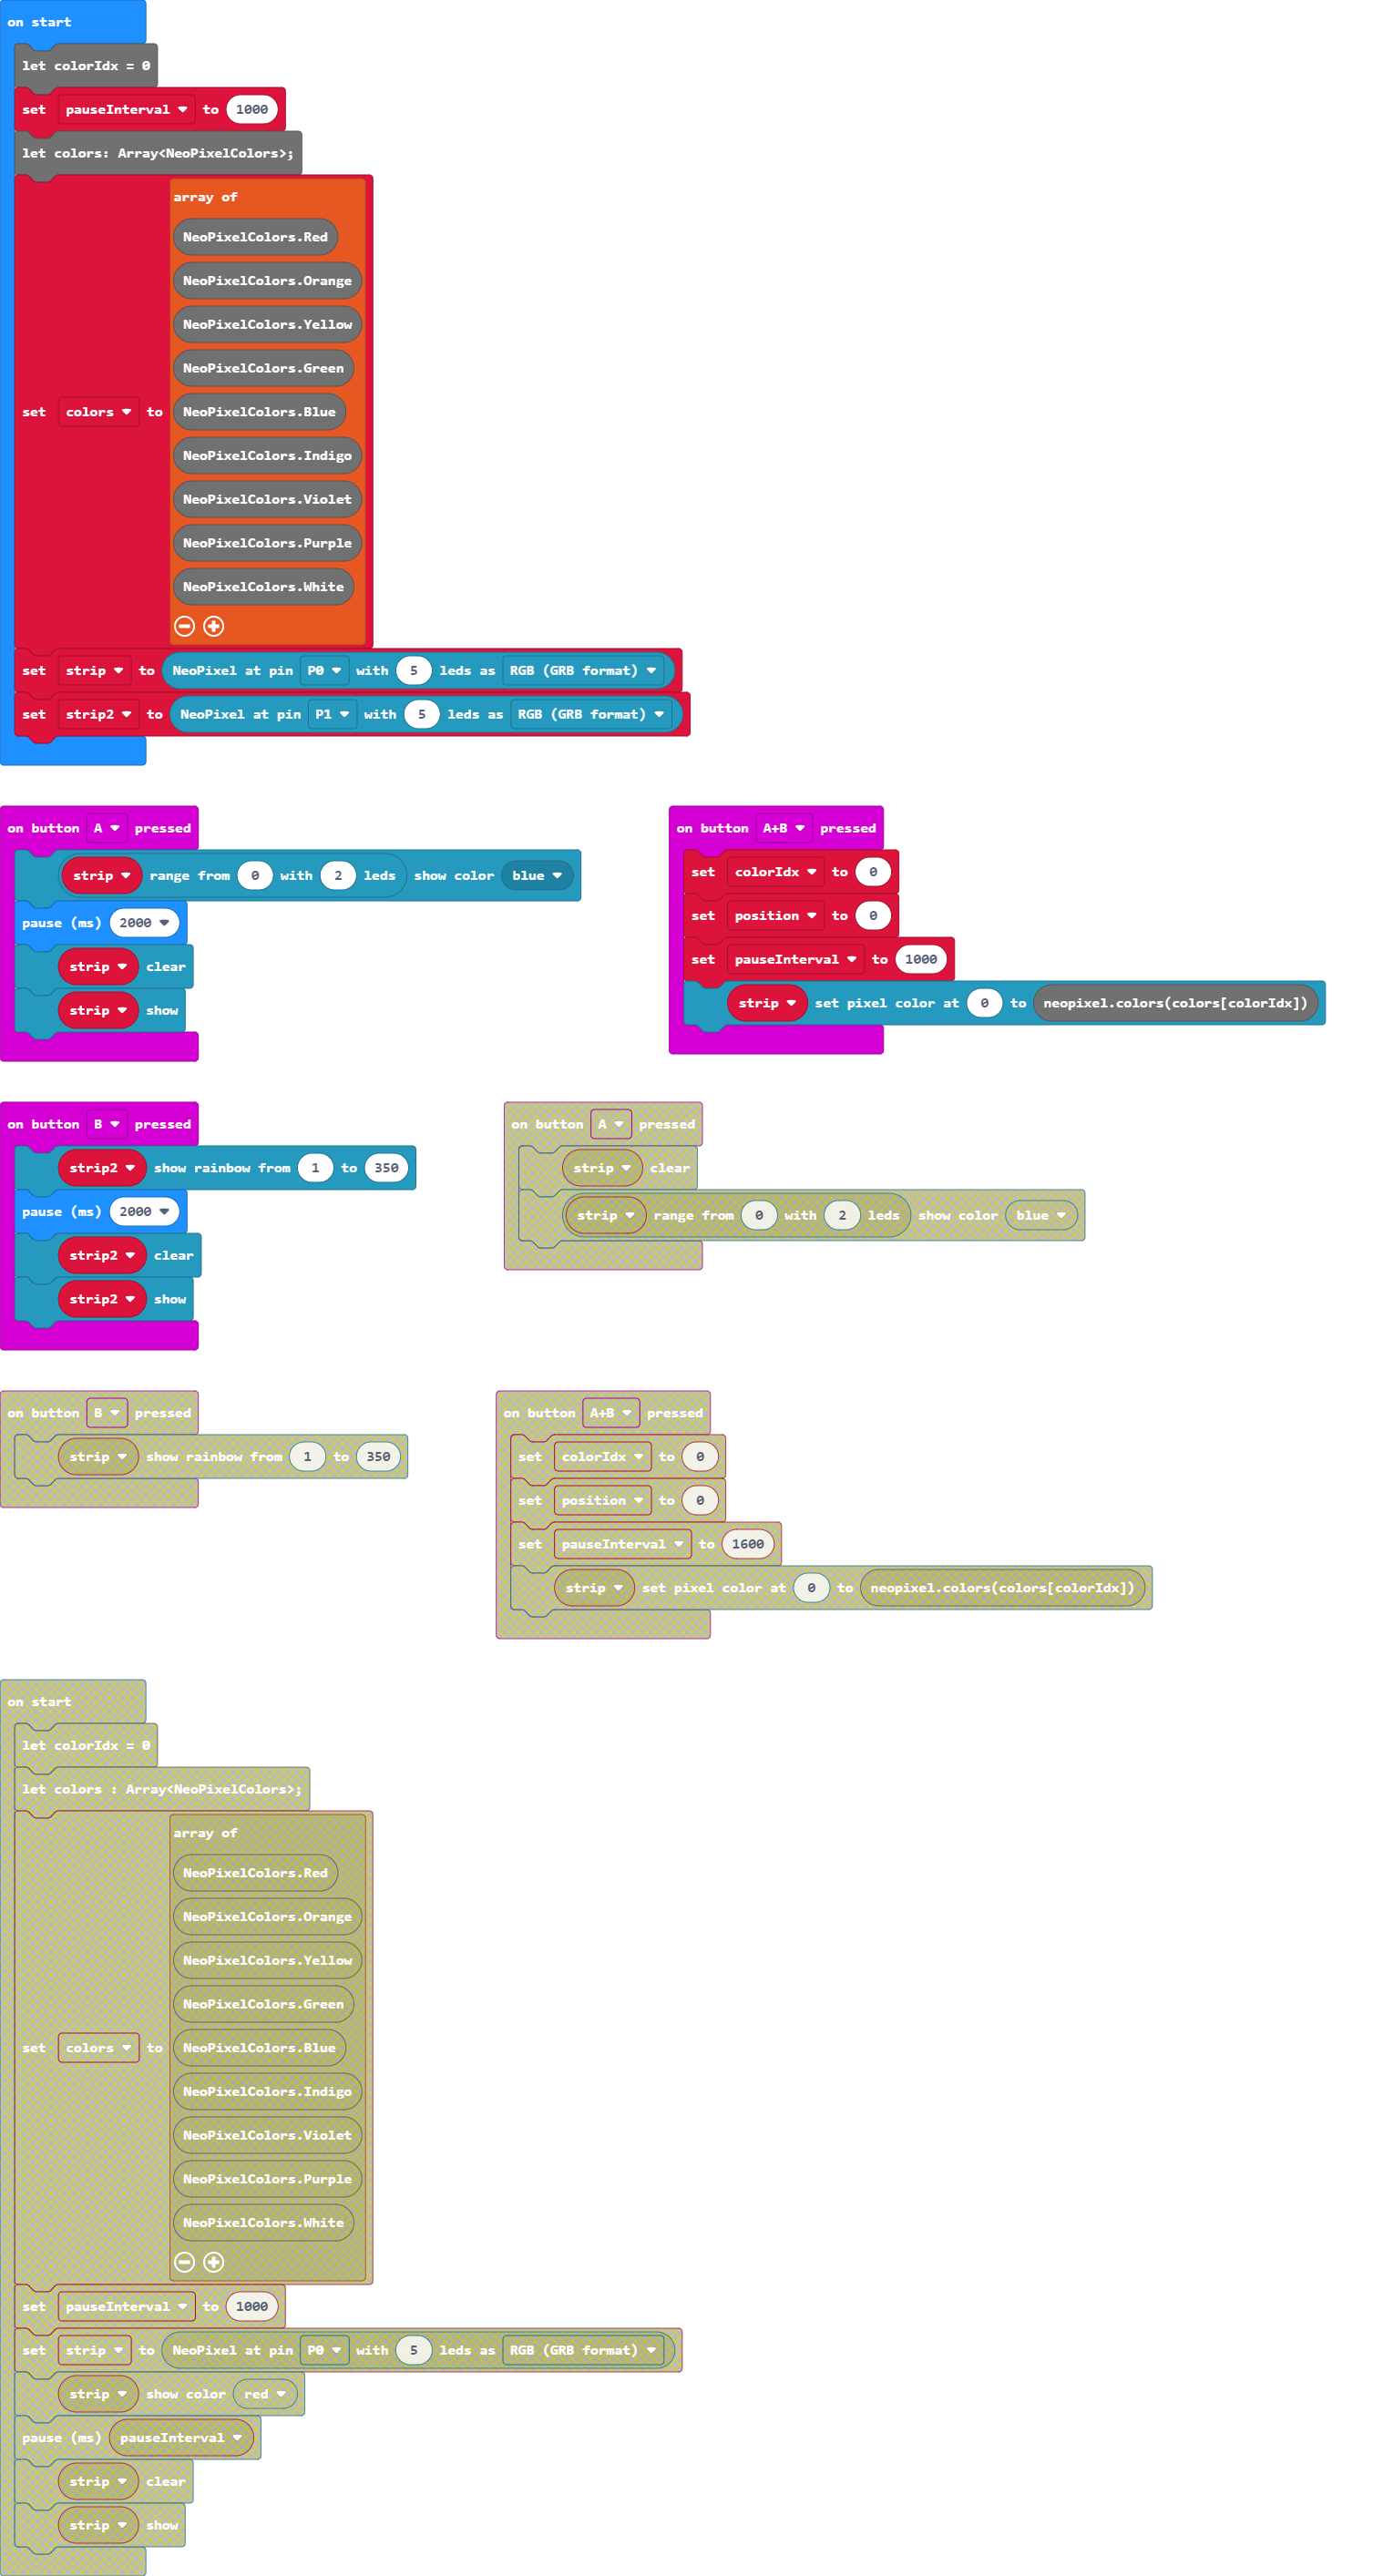 on start
let colorIdx = 0
set pauseInterval to 1000
let colors: Array<NeoPixelColors>;
array of
NeoPixelColors.Red
NeoPixelColors.Orange
NeoPixelColors.Yellow
NeoPixelColors.Green
set colors to NeoPixelColors.Blue
NeoPixelColors.Indigo
NeoPixelColors.Violet
NeoPixelColors.Purple
NeoPixelColors.White
set strip to NeoPixel at pin P0 with 5 leds as RGB (GRB format)
set strip2 to NeoPixel at pin P1 with 5 leds as RGB (GRB format)
on button A pressed
strip range from 0 with 2 leds show color blue
pause (ms) 2000
strip clear
strip show
on button A+B pressed
set colorIdx to 0
set position to 0
set pauseInterval to 1000
strip set pixel color at 0 to neopixel.colors(colors[colorIdx])
on button B pressed
strip2 show rainbow from 1 to 350
pause (ms) 2000
strip2 clear
strip2 show
on button A pressed
strip clear
strip range from 0 with 2 leds show color blue
on button B pressed
strip show rainbow from 1 to 350
on button A+B pressed
set colorIdx to 0
set position to 0
set pauseInterval to 1600
strip set pixel color at 0 to neopixel.colors(colors[colorIdx])
on start
let colorIdx = 0
let colors : Array<NeoPixelColors>;
array of
NeoPixelColors.Red
NeoPixelColors.Orange
NeoPixelColors.Yellow
NeoPixelColors.Green
set colors to NeoPixelColors.Blue
NeoPixelColors.Indigo
NeoPixelColors.Violet
NeoPixelColors.Purple
NeoPixelColors.White
set pauseInterval to 1000
set strip to NeoPixel at pin P0 with 5 leds as RGB (GRB format)
strip show color red
pause (ms) pauseInterval
strip clear
strip show